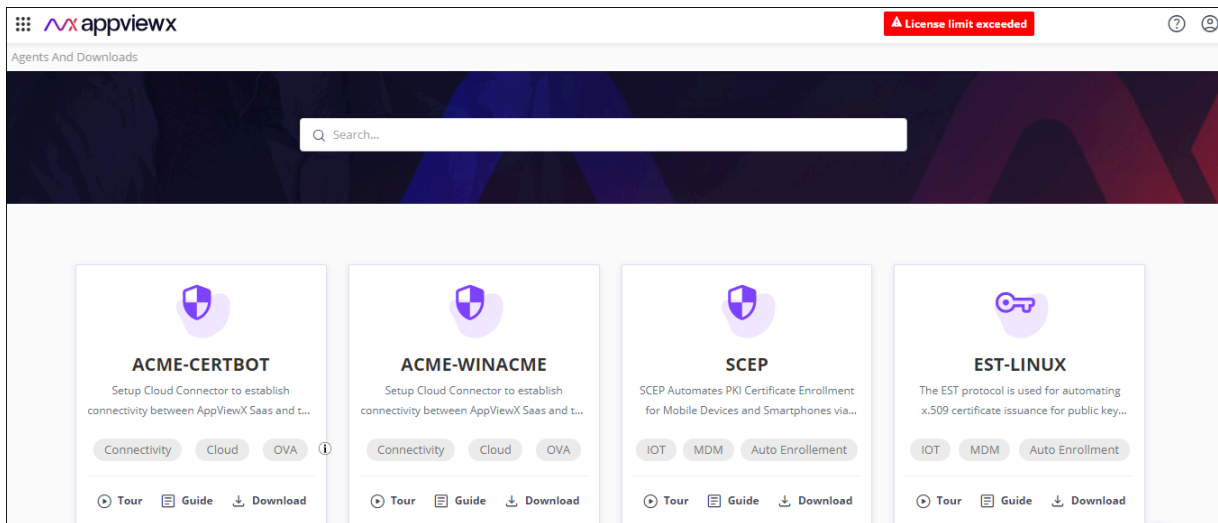 appviewx
License limit exceeded
Agents And Downloads
Search...
ACME-CERTBOT
Setup Cloud Connector to establish
connectivity between AppViewX Saas and t...
Connectivity Cloud OVA
Tour Guide Download
ACME-WINACME
Setup Cloud Connector to establish
connectivity between AppViewX Saas and t...
Connectivity Cloud OVA
Tour Guide Download
SCEP
SCEP Automates PKI Certificate Enrollment
for Mobile Devices and Smartphones via...
IOT MDM Auto Enrollement
Tour Guide Download
EST-LINUX
The EST protocol is used for automating
x.509 certificate issuance for public key...
IOT MDM Auto Enrollment
Tour Guide Download